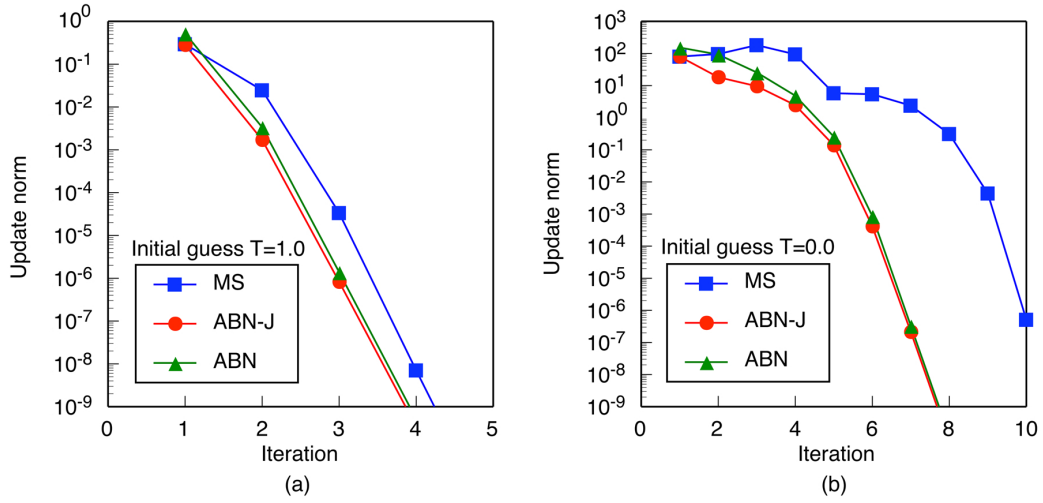 10^0
10^-1
10^-2
10^-3
10^-4
10^-5
10^-6
10^-7
10^-8
10^-9
Update norm
Initial guess T=1.0
MS
ABN-J
ABN
0 1 2 3 4 5
Iteration
(a)
10^3
10^2
10^1
10^0
10^-1
10^-2
10^-3
10^-4
10^-5
10^-6
10^-7
10^-8
10^-9
Update norm
Initial guess T=0.0
MS
ABN-J
ABN
0 2 4 6 8 10
Iteration
(b)